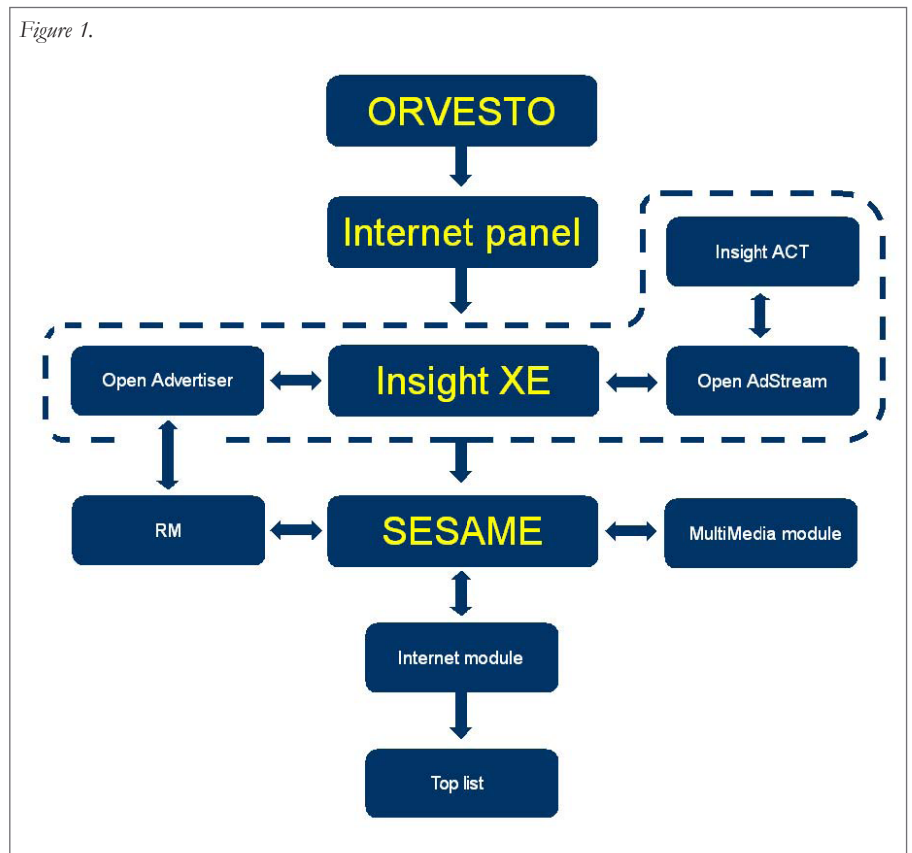 Figure 1.
ORVESTO
Internet panel
Insight ACT
Open Advertiser
Insight XE
Open AdStream
RM
SESAME
MultiMedia module
Internet module
Top list